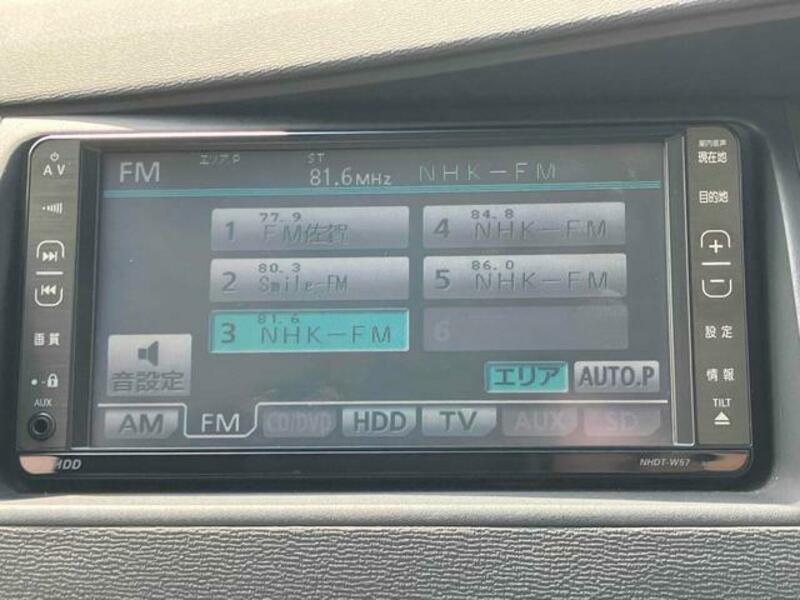 FM エリア.P ST 81.6MHZ NHK-FM
1 77.9 FM佐賀
2 80.3 Smile-FM
3 81.6 NHK-FM
4 84.8 NHK-FM
5 86.0 NHK-FM
6
音設定
エリア AUTO.P
AM FM CD/DVD HDD TV AUX SD
AV
画質
AUX
HDD
現在地
目的地
+
-
設定
情報
TILT
NHDT-W57